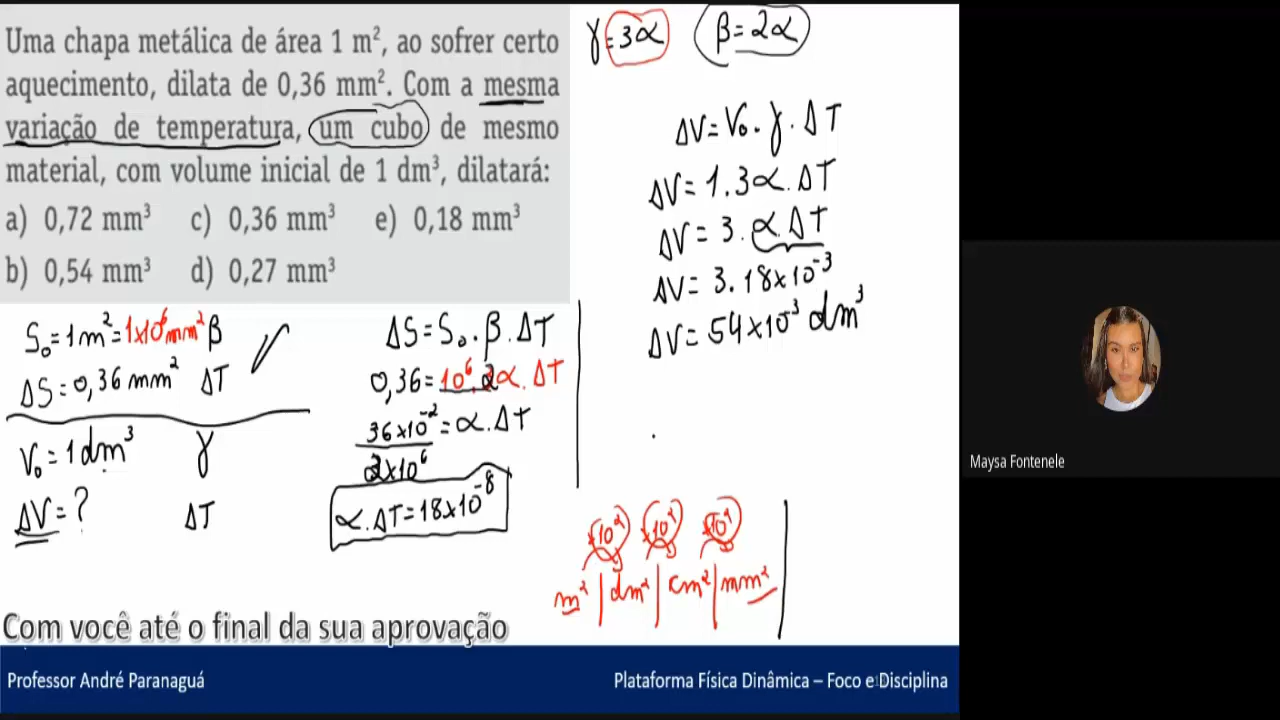 Uma chapa metálica de área 1 m², ao sofrer certo
aquecimento, dilata de 0,36 mm². Com a mesma
variação de temperatura, um cubo de mesmo
material, com volume inicial de 1 dm³, dilatará:
a) 0,72 mm³ c) 0,36 mm³ e) 0,18 mm³
b) 0,54 mm³ d) 0,27 mm³
γ=3α β=2α
ΔV=V₀.γ.ΔT
ΔV=1.3α.ΔT
ΔV=3.α.ΔT
ΔV=3.18x10⁻³
ΔV=54x10⁻³ dm³
S₀=1m²=1x10⁶mm² β
ΔS=0,36mm² ΔT
V₀=1dm³ γ
ΔV=? ΔT
ΔS=S₀.β.ΔT
0,36=10⁶.2α.ΔT
36x10⁻²=α.ΔT
2x10⁶
α.ΔT=18x10⁻⁸
x10² x10² x10²
m² | dm² | cm² | mm²
Com você até o final da sua aprovação
Professor André Paranaguá
Plataforma Física Dinâmica – Foco e Disciplina
Maysa Fontenele